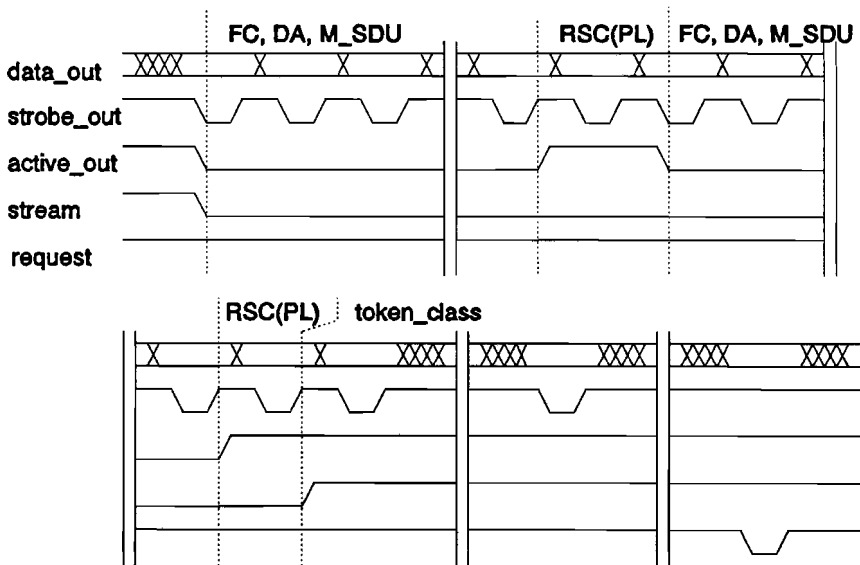 FC, DA, M_SDU
RSC(PL)
FC, DA, M_SDU
data_out
strobe_out
active_out
stream
request
RSC(PL)
token_class